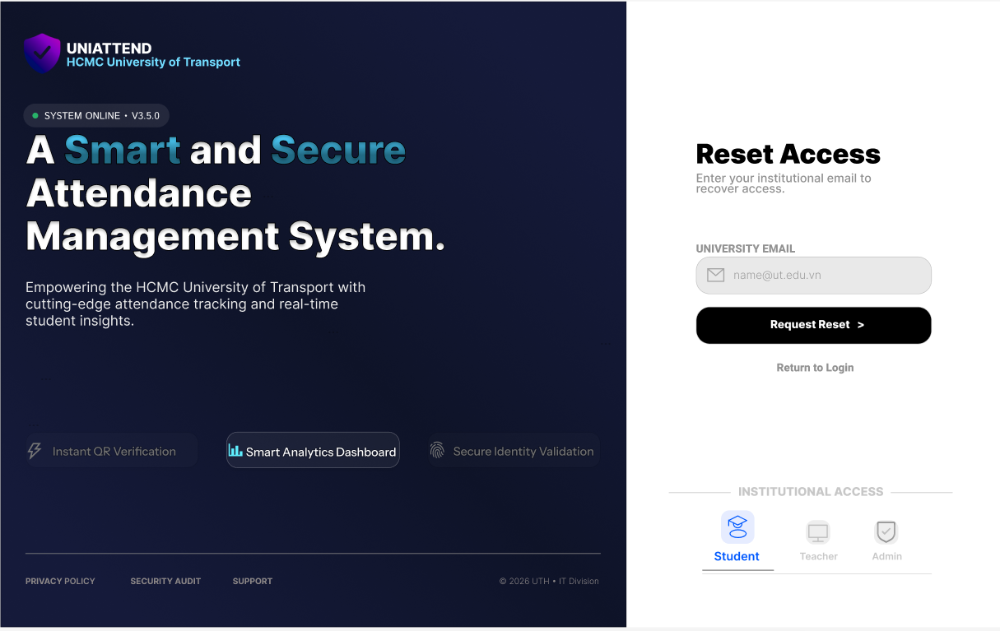 UNIATTEND
HCMC University of Transport
SYSTEM ONLINE • V3.5.0
A Smart and Secure
Attendance
Management System.
Empowering the HCMC University of Transport with
cutting-edge attendance tracking and real-time
student insights.
Instant QR Verification
Smart Analytics Dashboard
Secure Identity Validation
PRIVACY POLICY
SECURITY AUDIT
SUPPORT
© 2026 UTH • IT Division
Reset Access
Enter your institutional email to
recover access.
UNIVERSITY EMAIL
name@ut.edu.vn
Request Reset >
Return to Login
INSTITUTIONAL ACCESS
Student
Teacher
Admin